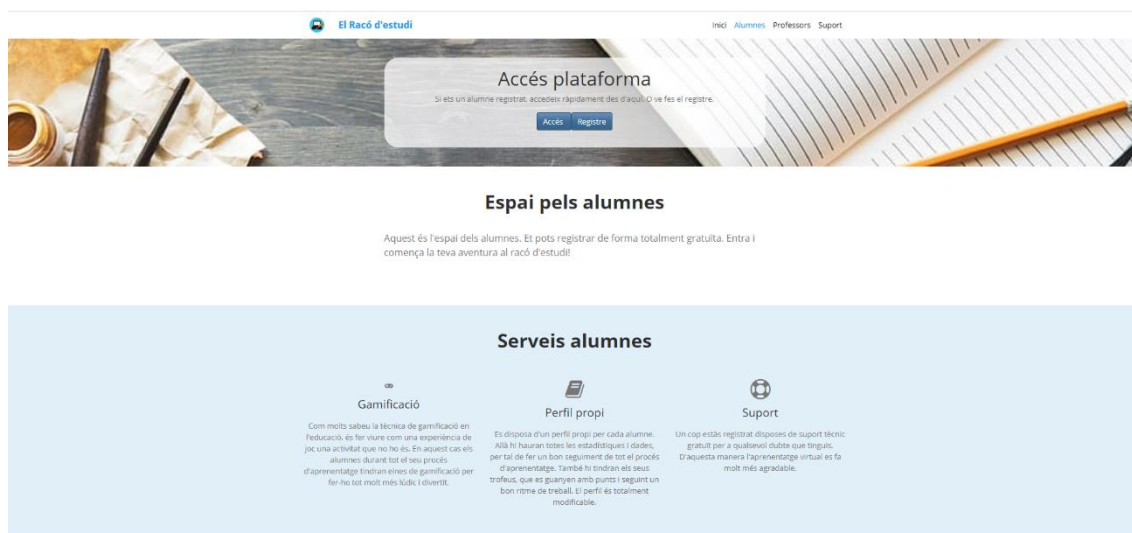 El Racó d'estudi
Inici Alumnes Professors Suport
Accés plataforma
Si ets un alumne registrat, accedeix ràpidament des d'aquí. O ve fes el registre.
Accés Registre
Espai pels alumnes
Aquest és l'espai dels alumnes. Et pots registrar de forma totalment gratuïta. Entra i
comença la teva aventura al racó d'estudi!
Serveis alumnes
Gamificació
Com molts sabeu la tècnica de gamificació en
l'educació, és fer viure com una experiència de
joc una activitat que no ho és. En aquest cas els
alumnes durant tot el seu procés
d'aprenentatge tindran eines de gamificació per
fer-ho tot molt més lúdic i divertit.
Perfil propi
Es disposa d'un perfil propi per cada alumne.
Allà hi hauran totes les estadístiques i dades,
per tal de fer un bon seguiment de tot el procés
d'aprenentatge. També hi tindran els seus
trofeus, que es guanyen amb punts i seguint un
bon ritme de treball. El perfil és totalment
modificable.
Suport
Un cop estàs registrat disposes de suport tècnic
gratuït per a qualsevol dubte que tinguis.
D'aquesta manera l'aprenentatge virtual es fa
molt més agradable.